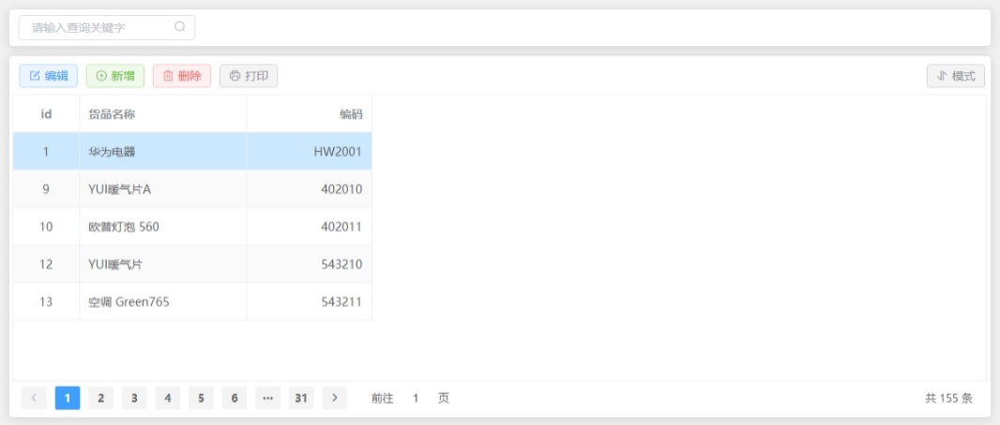 请输入查询关键字
编辑 新增 删除 打印 模式
id 货品名称 编码
1 华为电器 HW2001
9 YUI暖气片A 402010
10 欧普灯泡 560 402011
12 YUI暖气片 543210
13 空调 Green765 543211
1 2 3 4 5 6 ··· 31 前往 1 页 共 155 条